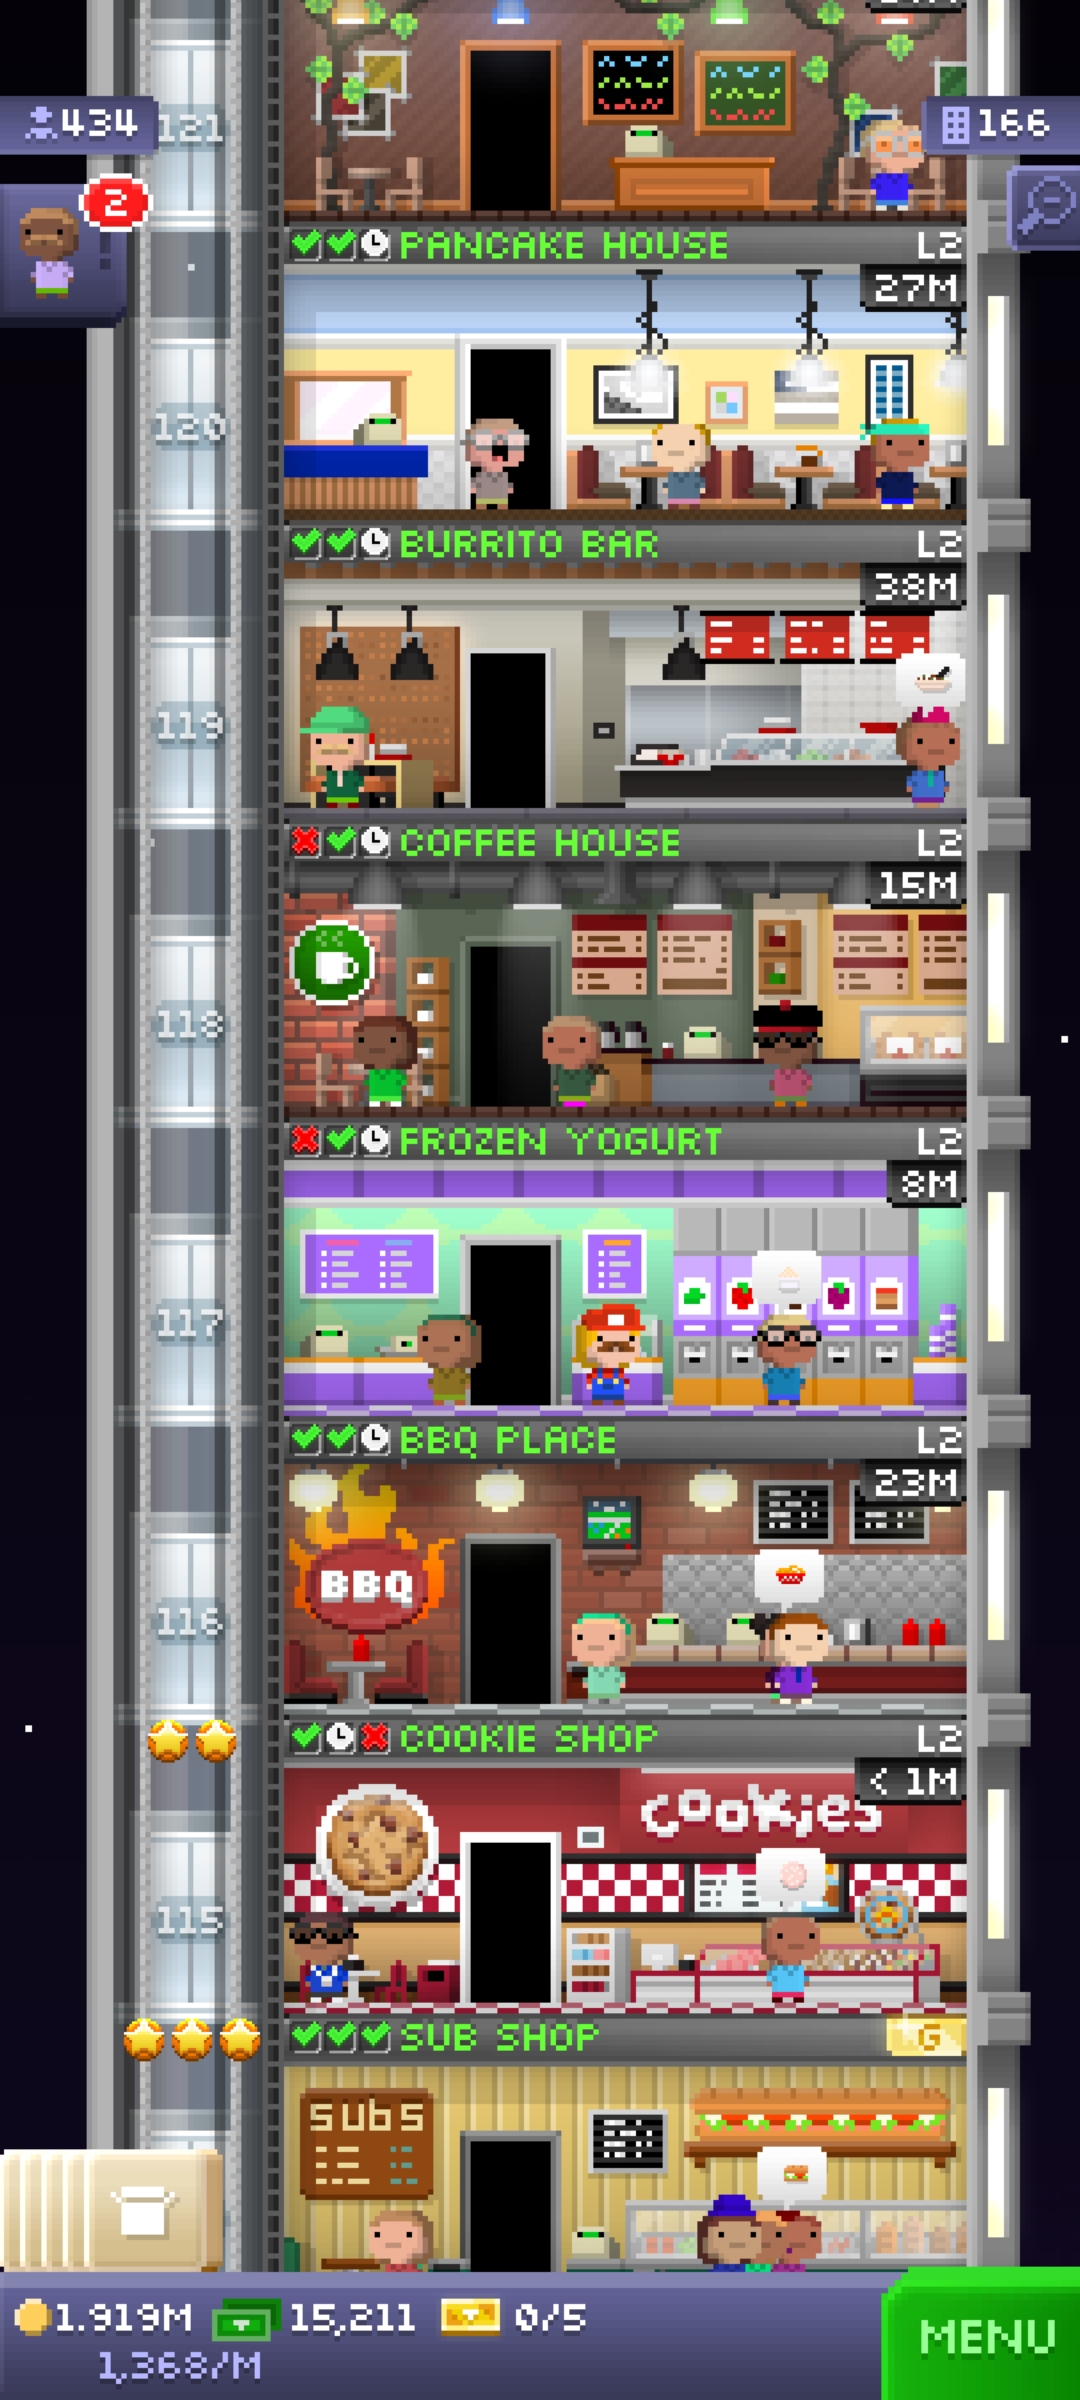 121
434
166
2
PANCAKE HOUSE L2
27M
120
BURRITO BAR L2
38M
119
COFFEE HOUSE L2
15M
118
FROZEN YOGURT L2
8M
117
BBQ PLACE L2
23M
BBQ
116
COOKIE SHOP L2
< 1M
cookies
115
SUB SHOP G
SUbS
1.919M 15,211 0/5
1,368/M
MENU